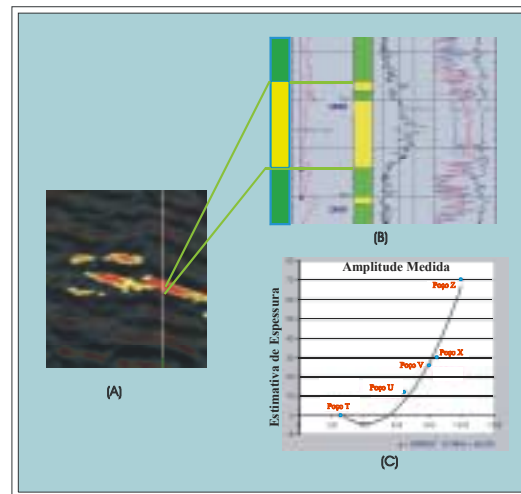 (B)
(A)
Amplitude Medida
Estimativa de Espessura
Poço Z
Poço X
Poço V
Poço U
Poço T
(C)